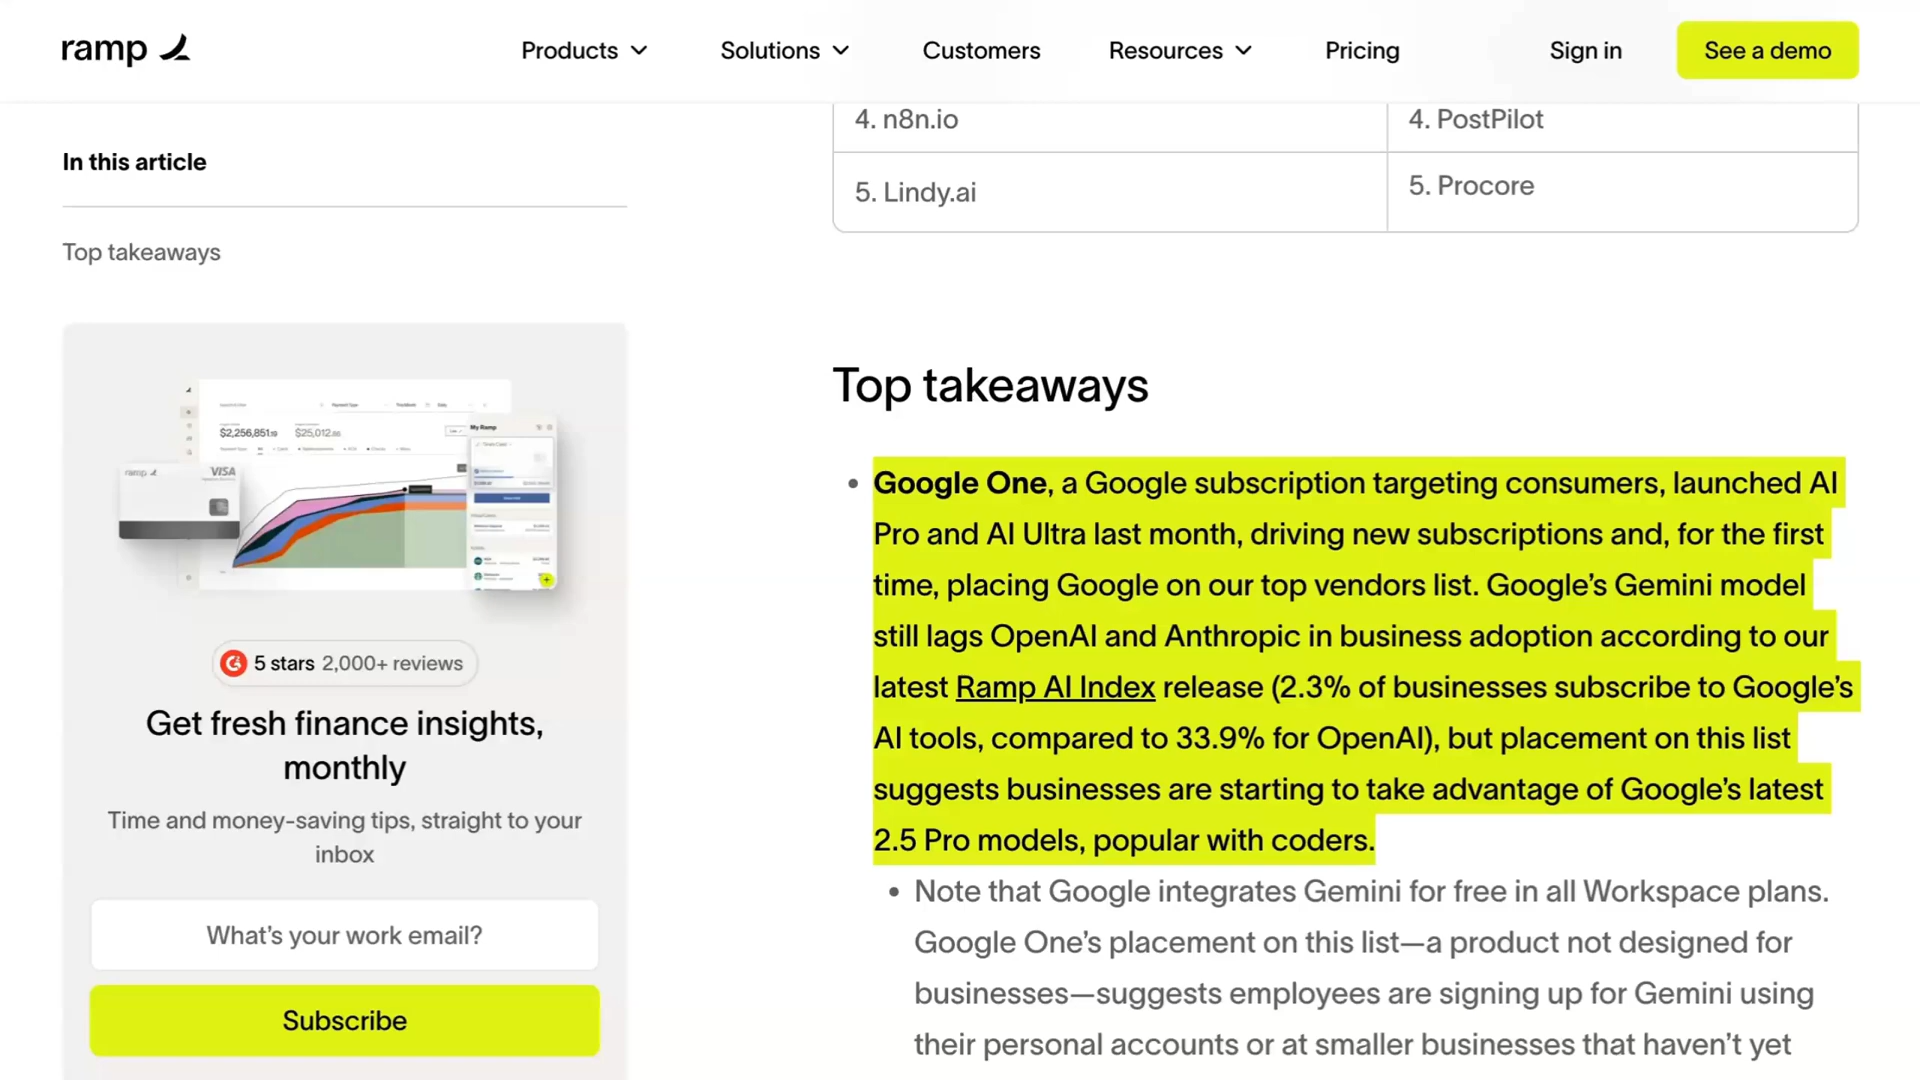 ramp
Products
Solutions
Customers
Resources
Pricing
Sign in
See a demo
In this article
Top takeaways
$2,256,851.19
$25,012.66
My Ramp
ramp
VISA
5 stars 2,000+ reviews
Get fresh finance insights,
monthly
Time and money-saving tips, straight to your
inbox
What's your work email?
Subscribe
4. n8n.io
4. PostPilot
5. Lindy.ai
5. Procore
Top takeaways
• Google One, a Google subscription targeting consumers, launched AI
Pro and AI Ultra last month, driving new subscriptions and, for the first
time, placing Google on our top vendors list. Google’s Gemini model
still lags OpenAI and Anthropic in business adoption according to our
latest Ramp AI Index release (2.3% of businesses subscribe to Google’s
AI tools, compared to 33.9% for OpenAI), but placement on this list
suggests businesses are starting to take advantage of Google’s latest
2.5 Pro models, popular with coders.
• Note that Google integrates Gemini for free in all Workspace plans.
Google One’s placement on this list—a product not designed for
businesses—suggests employees are signing up for Gemini using
their personal accounts or at smaller businesses that haven’t yet